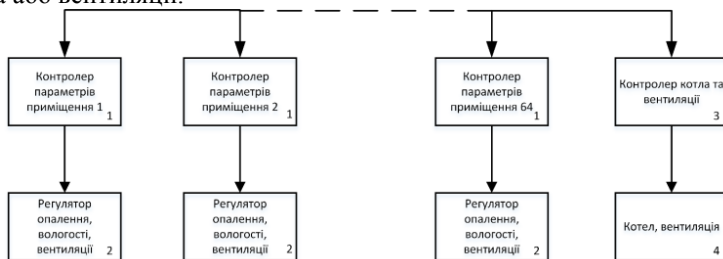 або вентиляції.
Контролер
параметрів
приміщення 1
1
Контролер
параметрів
приміщення 2
1
Контролер
параметрів
приміщення 64
1
Контролер котла та
вентиляції
3
Регулятор
опалення,
вологості,
вентиляції 2
Регулятор
опалення,
вологості,
вентиляції 2
Регулятор
опалення,
вологості,
вентиляції 2
Котел, вентиляція
4